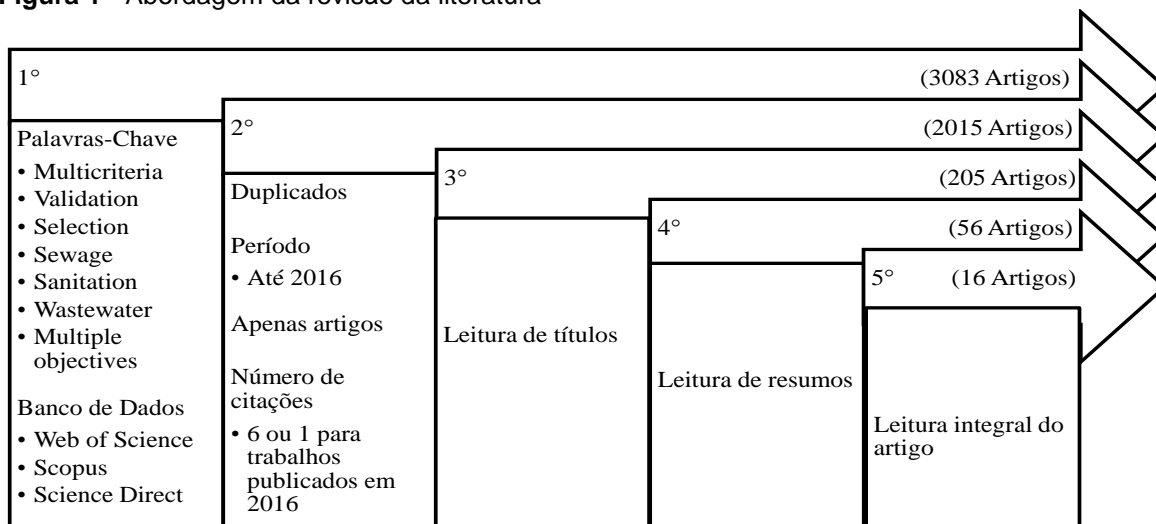 Figura 1 - Abordagem da revisão da literatura
1°
(3083 Artigos)
Palavras-Chave
• Multicriteria
• Validation
• Selection
• Sewage
• Sanitation
• Wastewater
• Multiple
objectives
Banco de Dados
• Web of Science
• Scopus
• Science Direct
2°
(2015 Artigos)
Duplicados
Período
• Até 2016
Apenas artigos
Número de
citações
• 6 ou 1 para
trabalhos
publicados em
2016
3°
(205 Artigos)
Leitura de títulos
4°
(56 Artigos)
Leitura de resumos
5°
(16 Artigos)
Leitura integral do
artigo